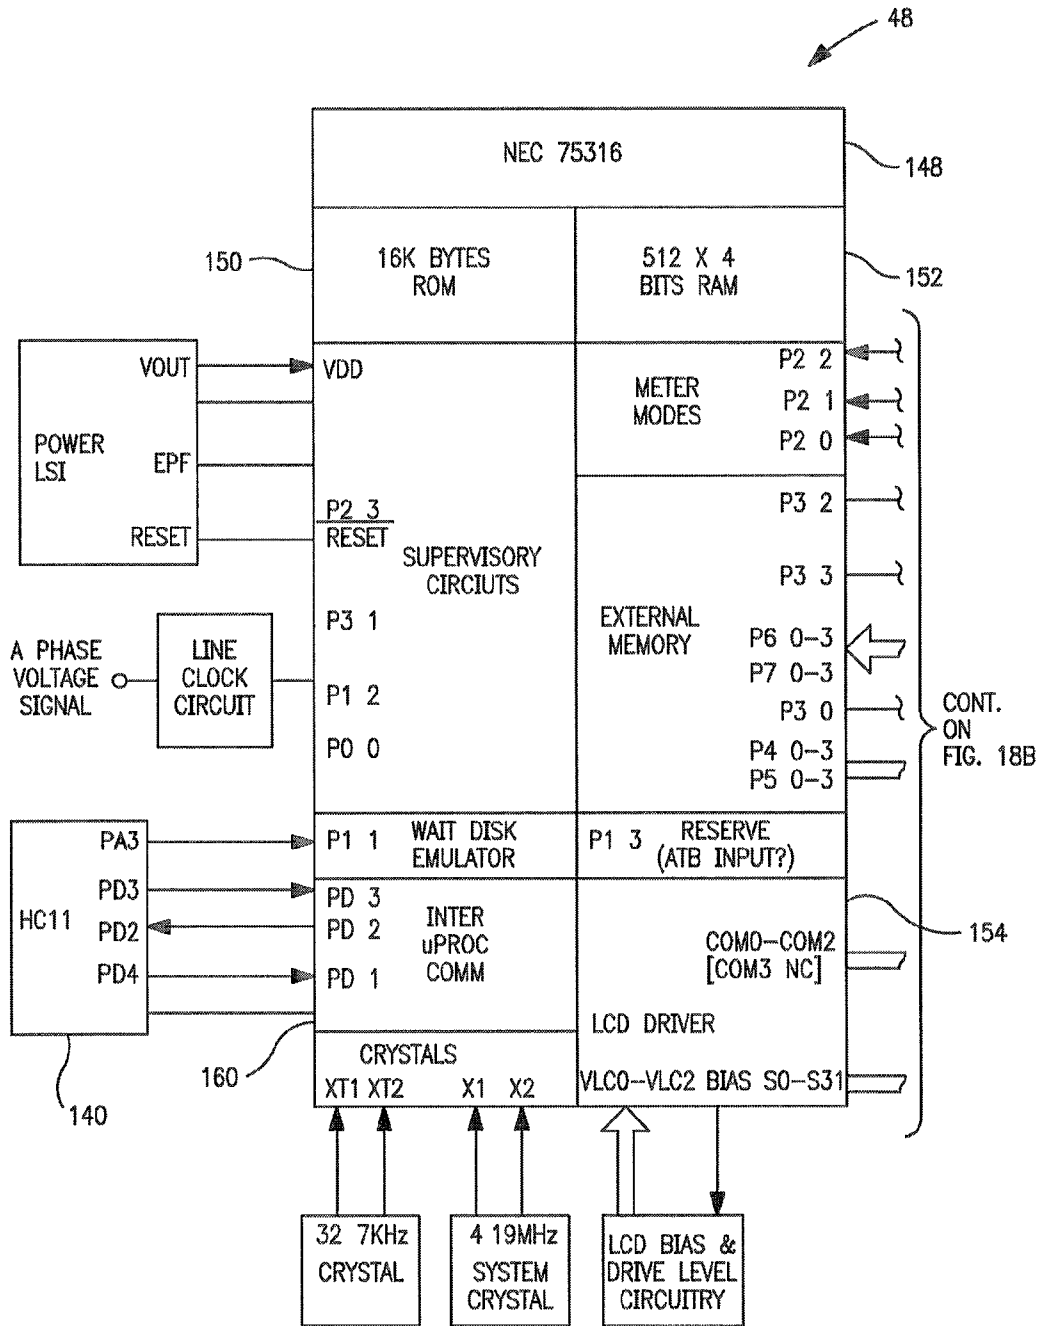 48
NEC 75316
148
150
16K BYTES
ROM
512 X 4
BITS RAM
152
POWER
LSI
VOUT
EPF
RESET
VDD
P2 3
RESET
SUPERVISORY
CIRCIUTS
P3 1
P1 2
P0 0
METER
MODES
P2 2
P2 1
P2 0
EXTERNAL
MEMORY
P3 2
P3 3
P6 0-3
P7 0-3
P3 0
P4 0-3
P5 0-3
A PHASE
VOLTAGE
SIGNAL
LINE
CLOCK
CIRCUIT
CONT.
ON
FIG. 18B
HC11
PA3
PD3
PD2
PD4
P1 1
WAIT DISK
EMULATOR
P1 3
RESERVE
(ATB INPUT?)
PD 3
PD 2
PD 1
INTER
uPROC
COMM
154
COM0-COM2
[COM3 NC]
LCD DRIVER
VLC0-VLC2 BIAS S0-S31
140
160
CRYSTALS
XT1 XT2 X1 X2
32 7KHz
CRYSTAL
4 19MHz
SYSTEM
CRYSTAL
LCD BIAS &
DRIVE LEVEL
CIRCUITRY